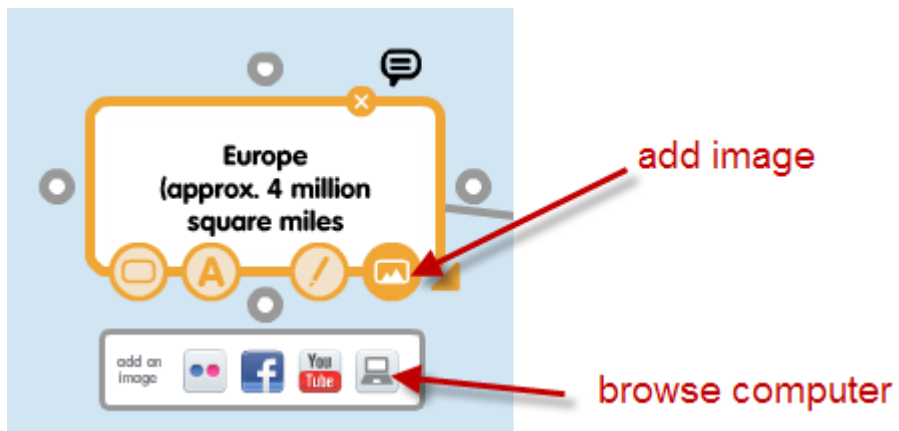 Europe
(approx. 4 million
square miles
A
add image
add an
image
f
You
Tube
browse computer